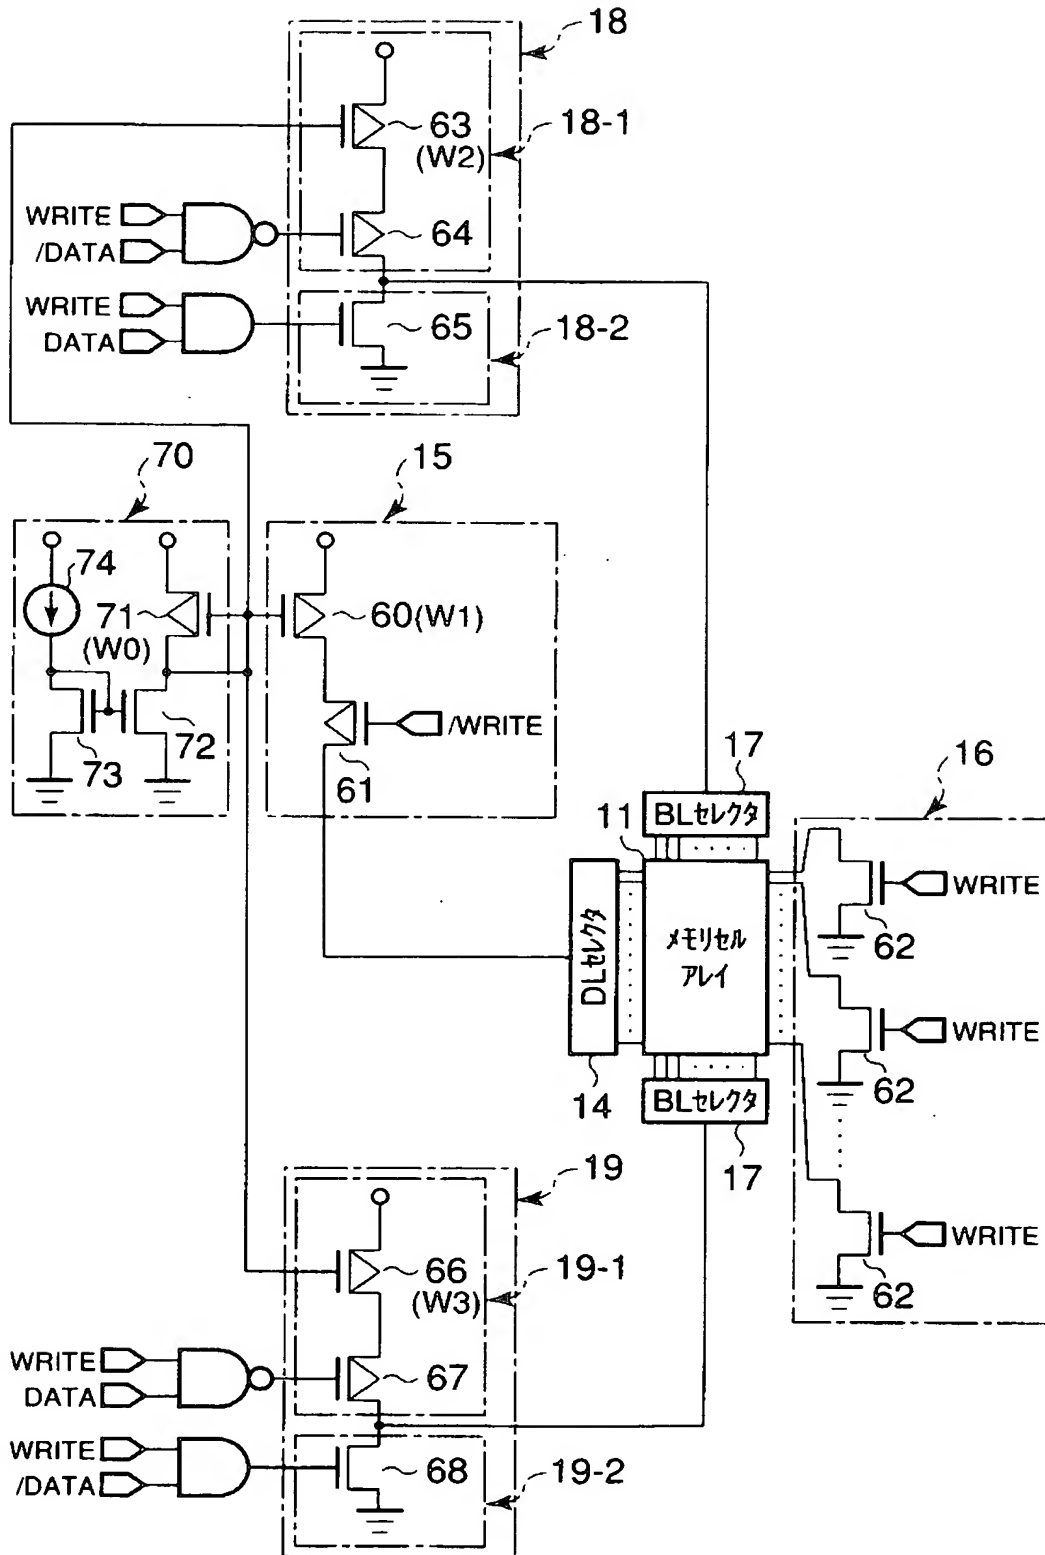 18
63
(W2)
18-1
WRITE
/DATA
64
WRITE
DATA
65
18-2
70
15
74
71
(W0)
60(W1)
/WRITE
72
73
61
17
16
BLセレクタ
11
WRITE
62
DLセレクタ
メモリセル
アレイ
WRITE
62
14
BLセレクタ
17
19
WRITE
62
66
(W3)
19-1
WRITE
DATA
67
WRITE
/DATA
68
19-2